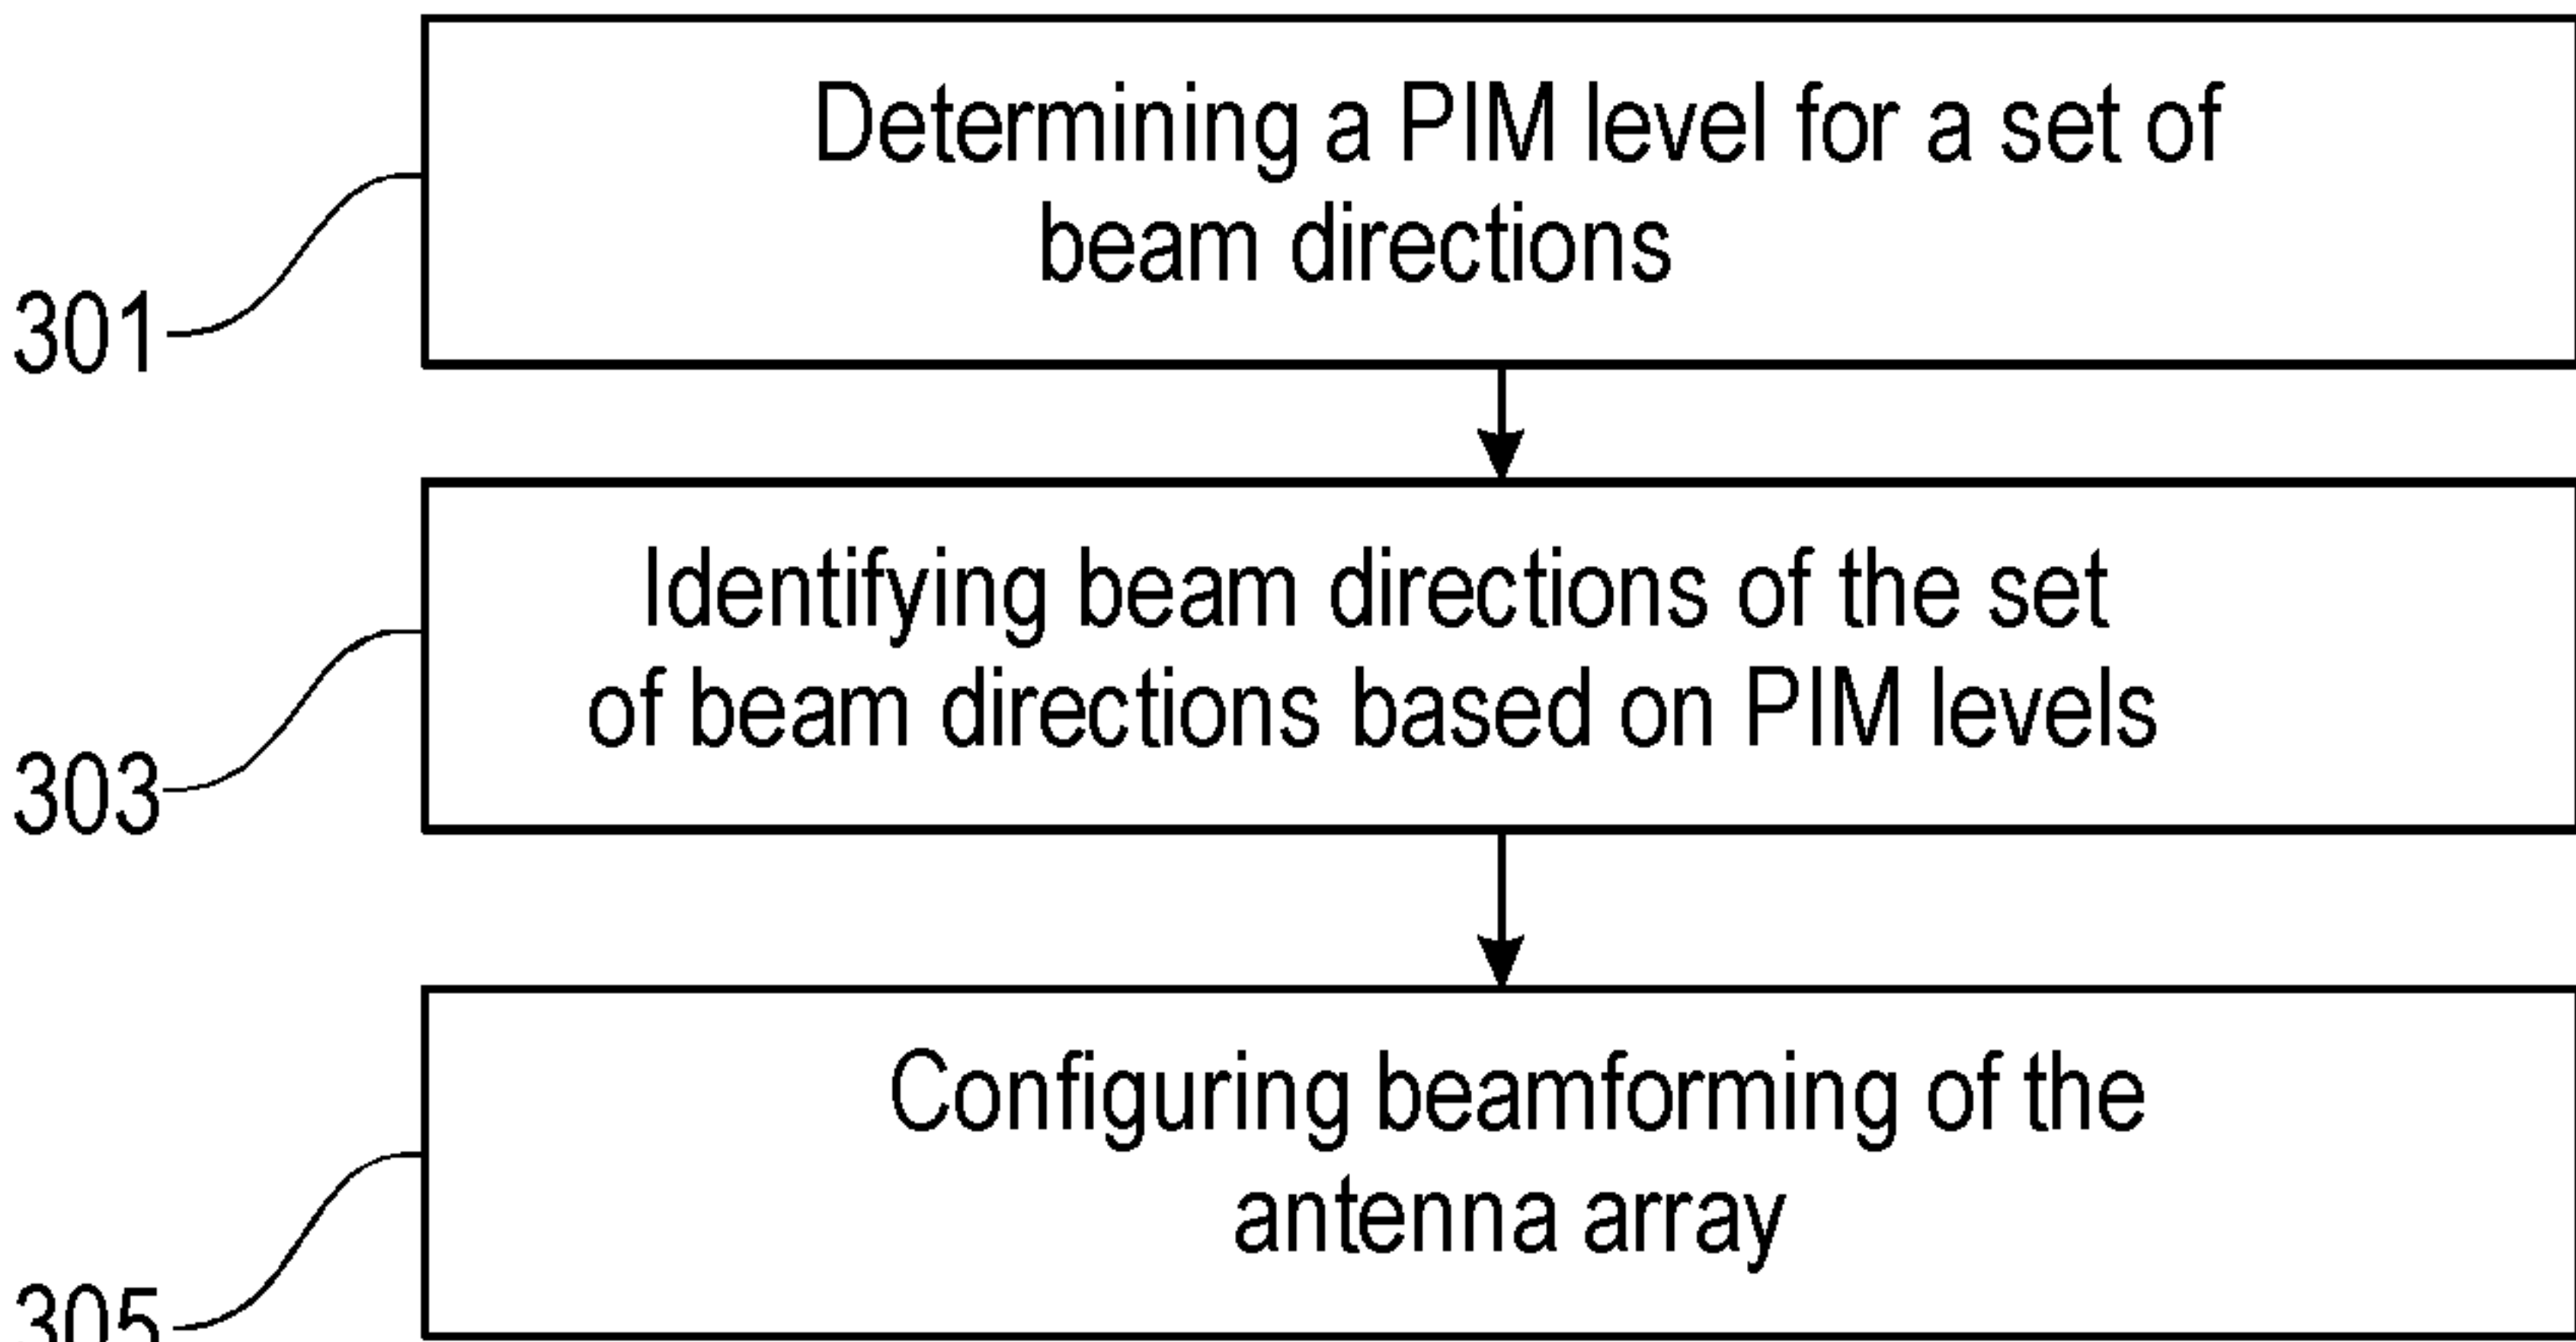 Determining a PIM level for a set of
beam directions
301
Identifying beam directions of the set
of beam directions based on PIM levels
303
Configuring beamforming of the
antenna array
305